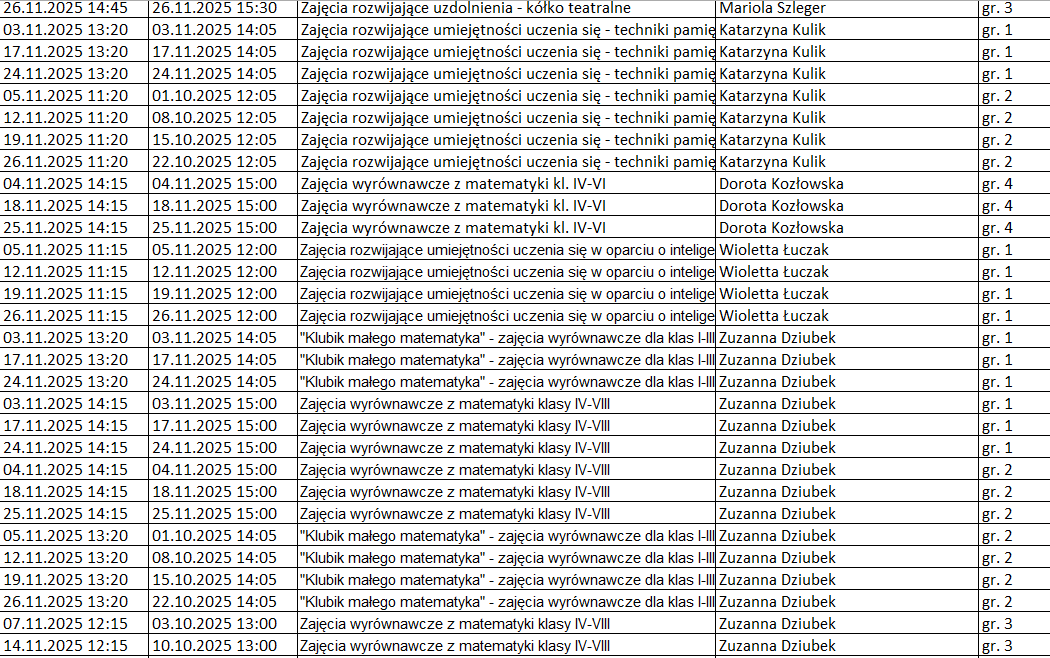 26.11.2025 14:45 26.11.2025 15:30 Zajęcia rozwijające uzdolnienia - kółko teatralne Mariola Szleger gr. 3
03.11.2025 13:20 03.11.2025 14:05 Zajęcia rozwijające umiejętności uczenia się - techniki pamię Katarzyna Kulik gr. 1
17.11.2025 13:20 17.11.2025 14:05 Zajęcia rozwijające umiejętności uczenia się - techniki pamię Katarzyna Kulik gr. 1
24.11.2025 13:20 24.11.2025 14:05 Zajęcia rozwijające umiejętności uczenia się - techniki pamię Katarzyna Kulik gr. 1
05.11.2025 11:20 01.10.2025 12:05 Zajęcia rozwijające umiejętności uczenia się - techniki pamię Katarzyna Kulik gr. 2
12.11.2025 11:20 08.10.2025 12:05 Zajęcia rozwijające umiejętności uczenia się - techniki pamię Katarzyna Kulik gr. 2
19.11.2025 11:20 15.10.2025 12:05 Zajęcia rozwijające umiejętności uczenia się - techniki pamię Katarzyna Kulik gr. 2
26.11.2025 11:20 22.10.2025 12:05 Zajęcia rozwijające umiejętności uczenia się - techniki pamię Katarzyna Kulik gr. 2
04.11.2025 14:15 04.11.2025 15:00 Zajęcia wyrównawcze z matematyki kl. IV-VI Dorota Kozłowska gr. 4
18.11.2025 14:15 18.11.2025 15:00 Zajęcia wyrównawcze z matematyki kl. IV-VI Dorota Kozłowska gr. 4
25.11.2025 14:15 25.11.2025 15:00 Zajęcia wyrównawcze z matematyki kl. IV-VI Dorota Kozłowska gr. 4
05.11.2025 11:15 05.11.2025 12:00 Zajęcia rozwijające umiejętności uczenia się w oparciu o intelige Wioletta Łuczak gr. 1
12.11.2025 11:15 12.11.2025 12:00 Zajęcia rozwijające umiejętności uczenia się w oparciu o intelige Wioletta Łuczak gr. 1
19.11.2025 11:15 19.11.2025 12:00 Zajęcia rozwijające umiejętności uczenia się w oparciu o intelige Wioletta Łuczak gr. 1
26.11.2025 11:15 26.11.2025 12:00 Zajęcia rozwijające umiejętności uczenia się w oparciu o intelige Wioletta Łuczak gr. 1
03.11.2025 13:20 03.11.2025 14:05 "Klubik małego matematyka" - zajęcia wyrównawcze dla klas I-III Zuzanna Dziubek gr. 1
17.11.2025 13:20 17.11.2025 14:05 "Klubik małego matematyka" - zajęcia wyrównawcze dla klas I-III Zuzanna Dziubek gr. 1
24.11.2025 13:20 24.11.2025 14:05 "Klubik małego matematyka" - zajęcia wyrównawcze dla klas I-III Zuzanna Dziubek gr. 1
03.11.2025 14:15 03.11.2025 15:00 Zajęcia wyrównawcze z matematyki klasy IV-VIII Zuzanna Dziubek gr. 1
17.11.2025 14:15 17.11.2025 15:00 Zajęcia wyrównawcze z matematyki klasy IV-VIII Zuzanna Dziubek gr. 1
24.11.2025 14:15 24.11.2025 15:00 Zajęcia wyrównawcze z matematyki klasy IV-VIII Zuzanna Dziubek gr. 1
04.11.2025 14:15 04.11.2025 15:00 Zajęcia wyrównawcze z matematyki klasy IV-VIII Zuzanna Dziubek gr. 2
18.11.2025 14:15 18.11.2025 15:00 Zajęcia wyrównawcze z matematyki klasy IV-VIII Zuzanna Dziubek gr. 2
25.11.2025 14:15 25.11.2025 15:00 Zajęcia wyrównawcze z matematyki klasy IV-VIII Zuzanna Dziubek gr. 2
05.11.2025 13:20 01.10.2025 14:05 "Klubik małego matematyka" - zajęcia wyrównawcze dla klas I-III Zuzanna Dziubek gr. 2
12.11.2025 13:20 08.10.2025 14:05 "Klubik małego matematyka" - zajęcia wyrównawcze dla klas I-III Zuzanna Dziubek gr. 2
19.11.2025 13:20 15.10.2025 14:05 "Klubik małego matematyka" - zajęcia wyrównawcze dla klas I-III Zuzanna Dziubek gr. 2
26.11.2025 13:20 22.10.2025 14:05 "Klubik małego matematyka" - zajęcia wyrównawcze dla klas I-III Zuzanna Dziubek gr. 2
07.11.2025 12:15 03.10.2025 13:00 Zajęcia wyrównawcze z matematyki klasy IV-VIII Zuzanna Dziubek gr. 3
14.11.2025 12:15 10.10.2025 13:00 Zajęcia wyrównawcze z matematyki klasy IV-VIII Zuzanna Dziubek gr. 3